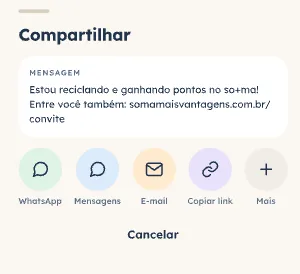 Compartilhar
MENSAGEM
Estou reciclando e ganhando pontos no so+ma!
Entre você também: somamaisvantagens.com.br/
convite
WhatsApp Mensagens E-mail Copiar link Mais
Cancelar